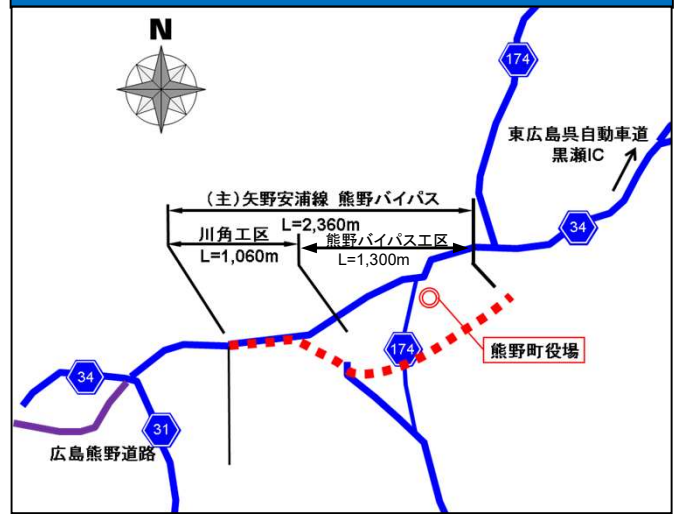 N
174
東広島呉自動車道
黒瀬IC
(主)矢野安浦線 熊野バイパス
L=2,360m
34
川角工区
熊野バイパス工区
L=1,060m
L=1,300m
174
熊野町役場
34
31
広島熊野道路